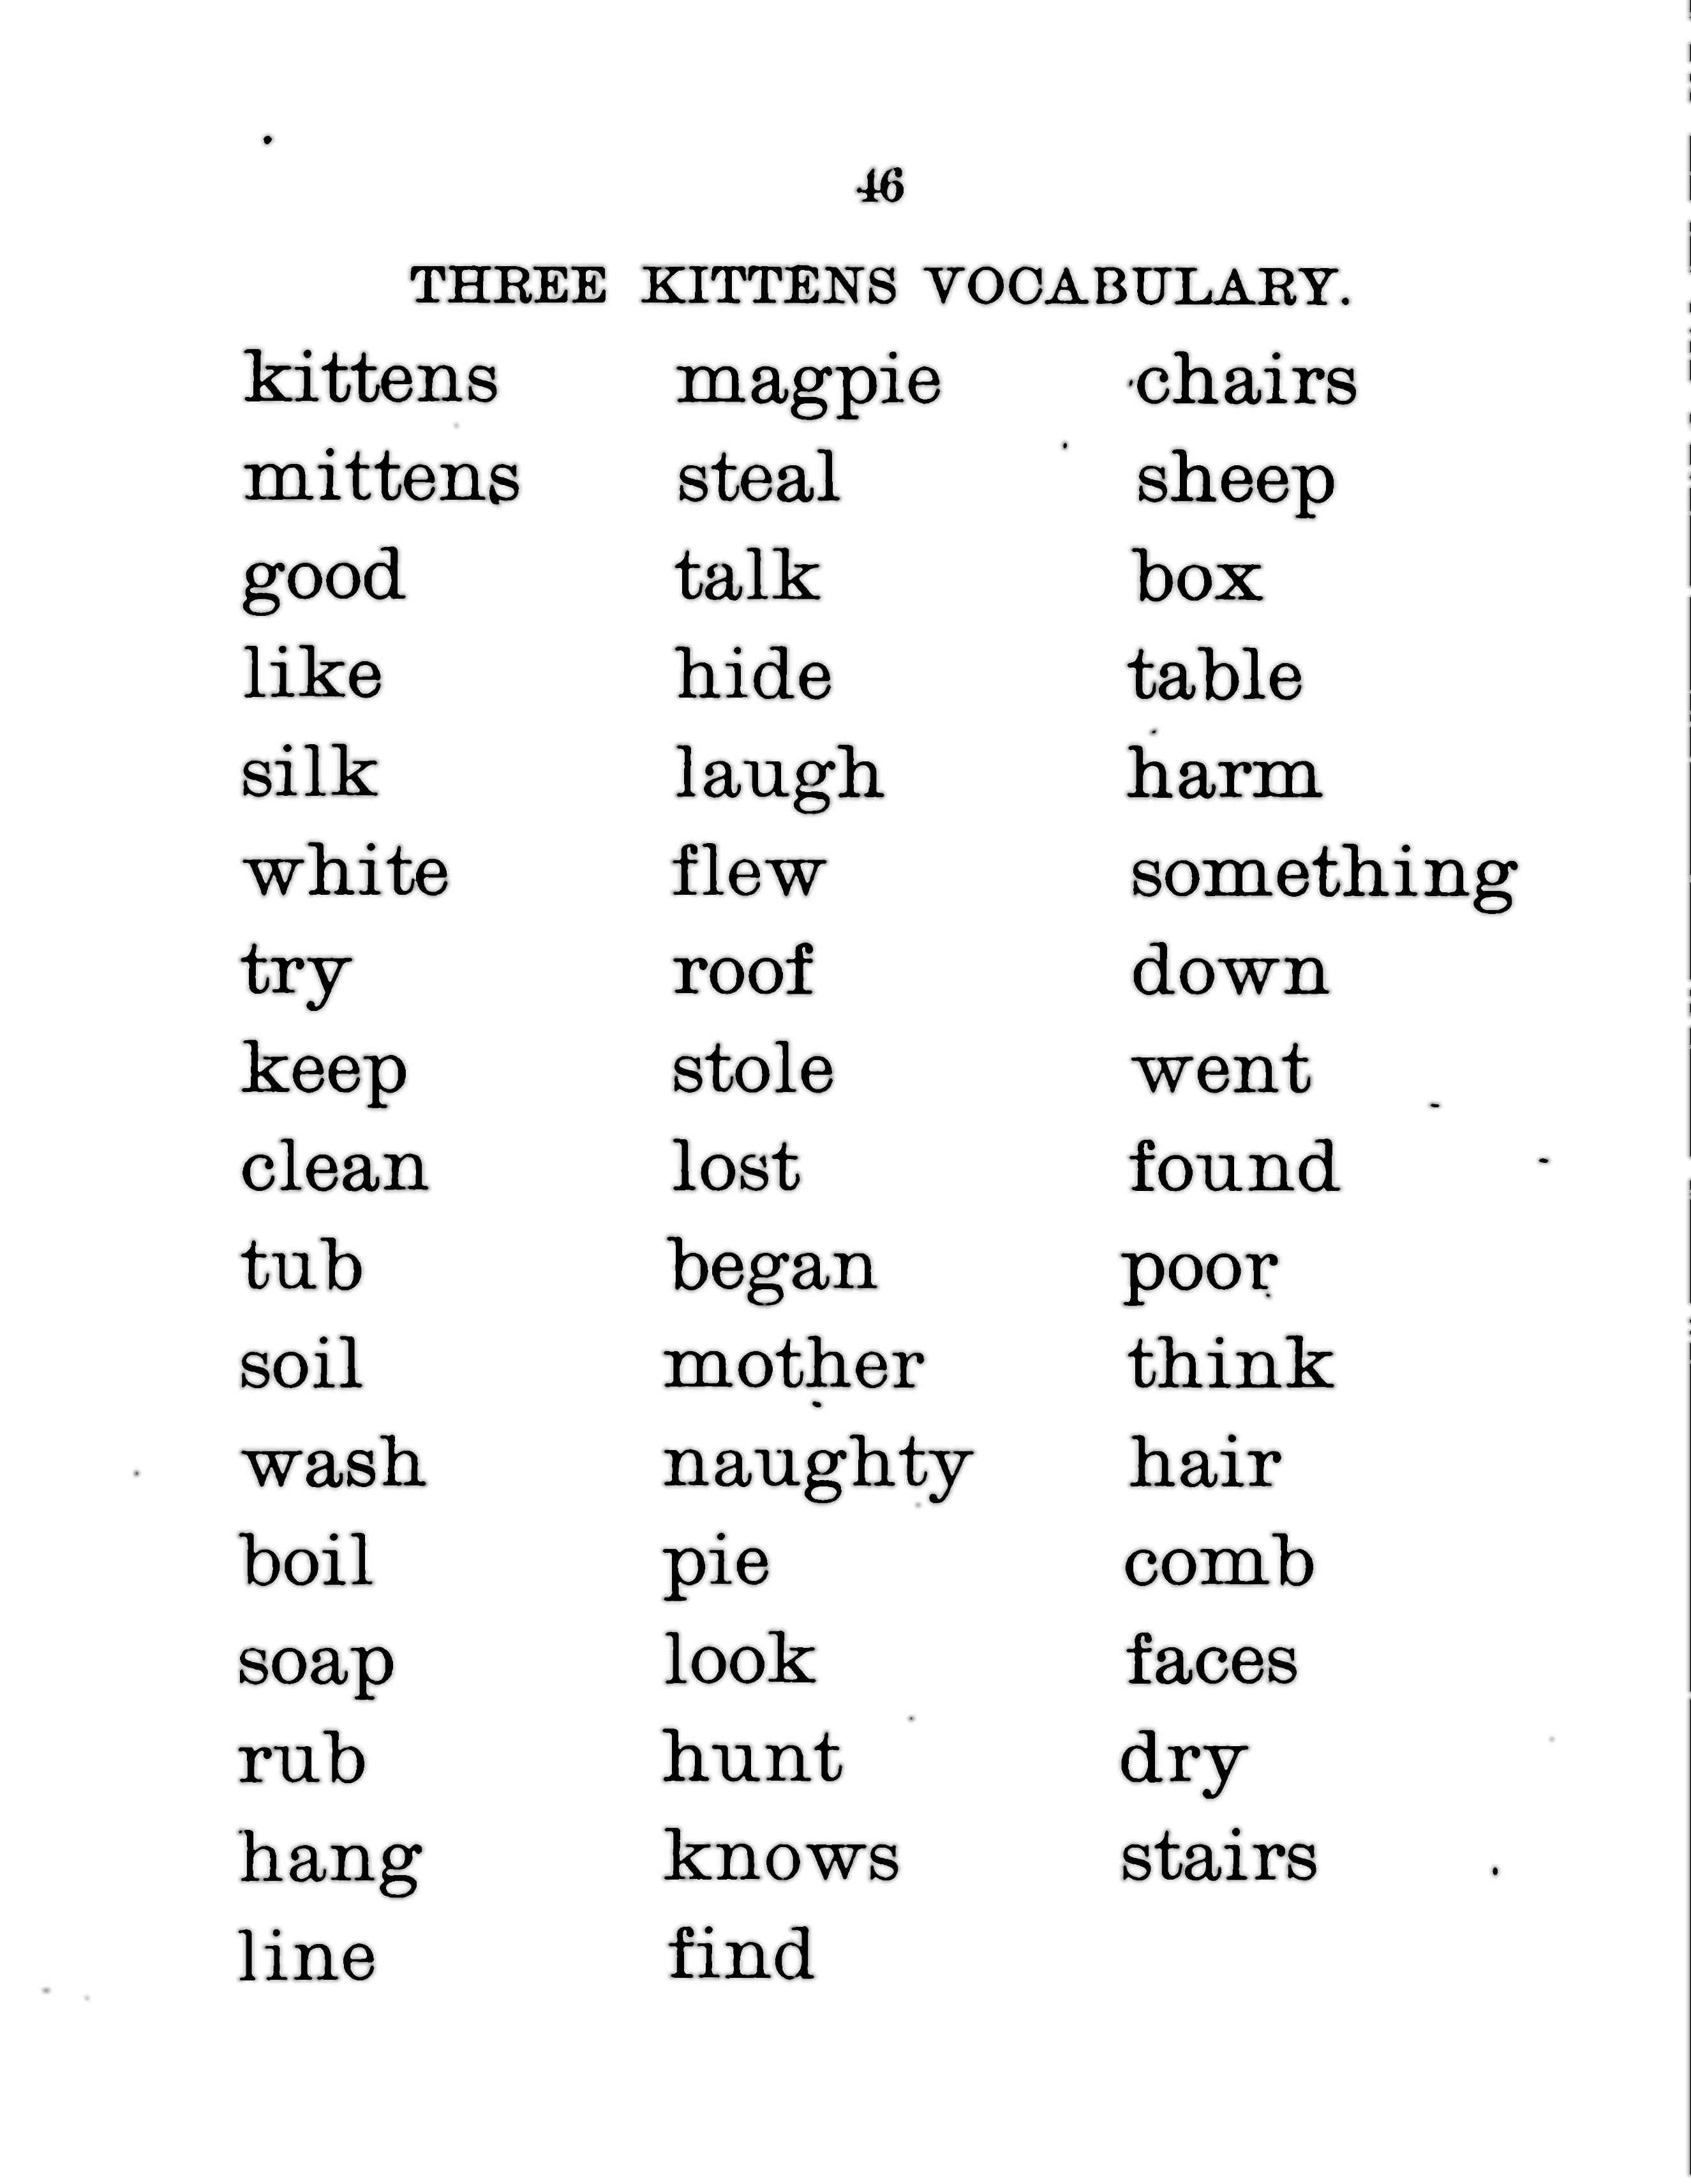 46
THREE KITTENS VOCABULARY.
kittens magpie chairs
mittens steal sheep
good talk box
like hide table
silk laugh harm
white flew something
try roof down
keep stole went
clean lost found
tub began poor
soil mother think
wash naughty hair
boil pie comb
soap look faces
rub hunt dry
hang knows stairs
line find